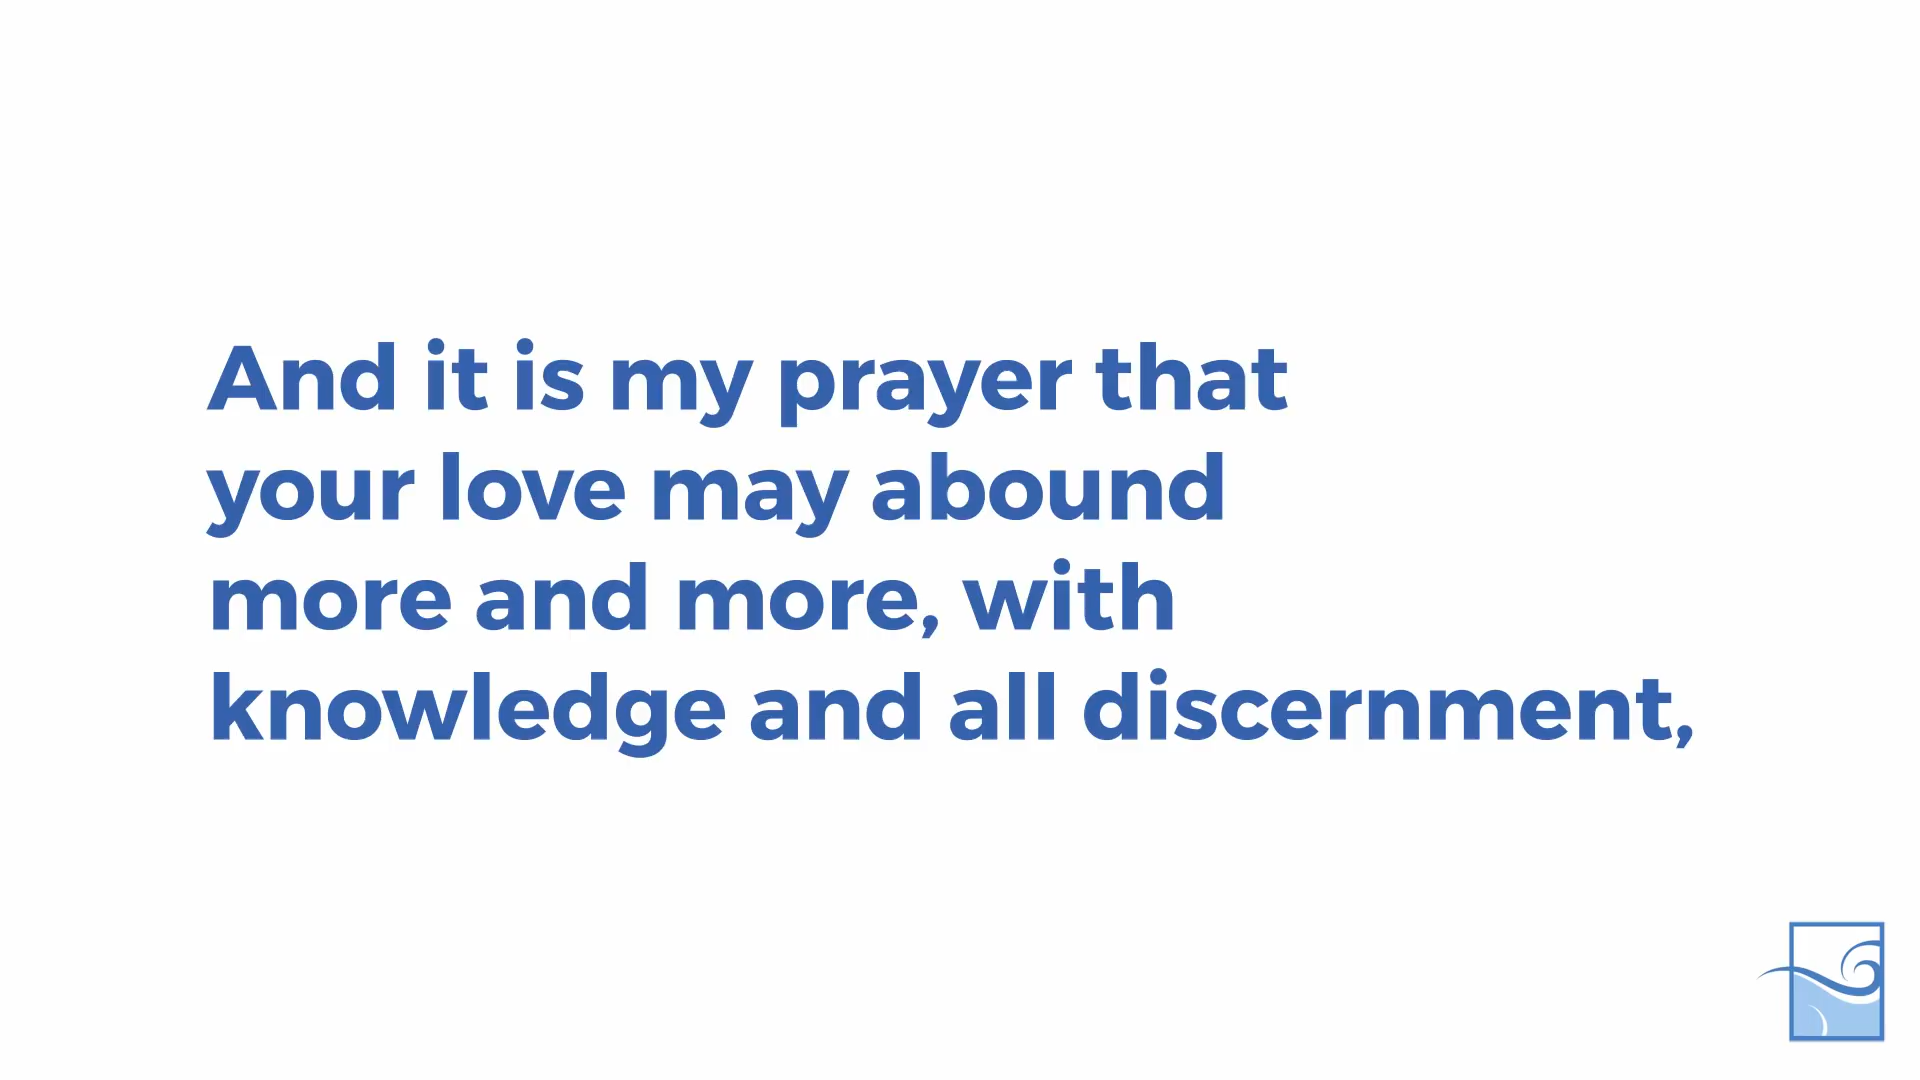 And it is my prayer that
your love may abound
more and more, with
knowledge and all discernment,